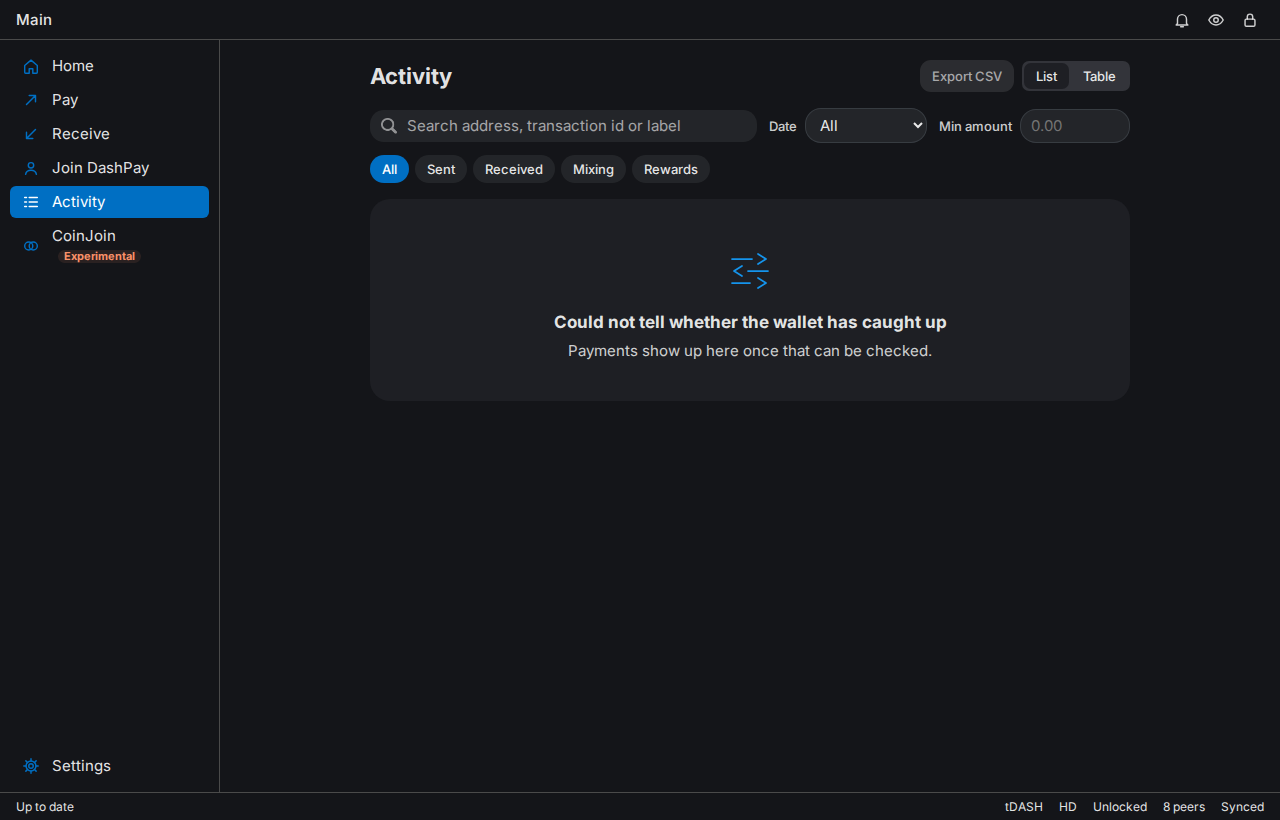 Main
Home
Pay
Receive
Join DashPay
Activity
CoinJoin
Experimental
Settings
Activity
Export CSV
List
Table
Search address, transaction id or label
Date
All
Min amount
0.00
All
Sent
Received
Mixing
Rewards
Could not tell whether the wallet has caught up
Payments show up here once that can be checked.
Up to date
tDASH
HD
Unlocked
8 peers
Synced